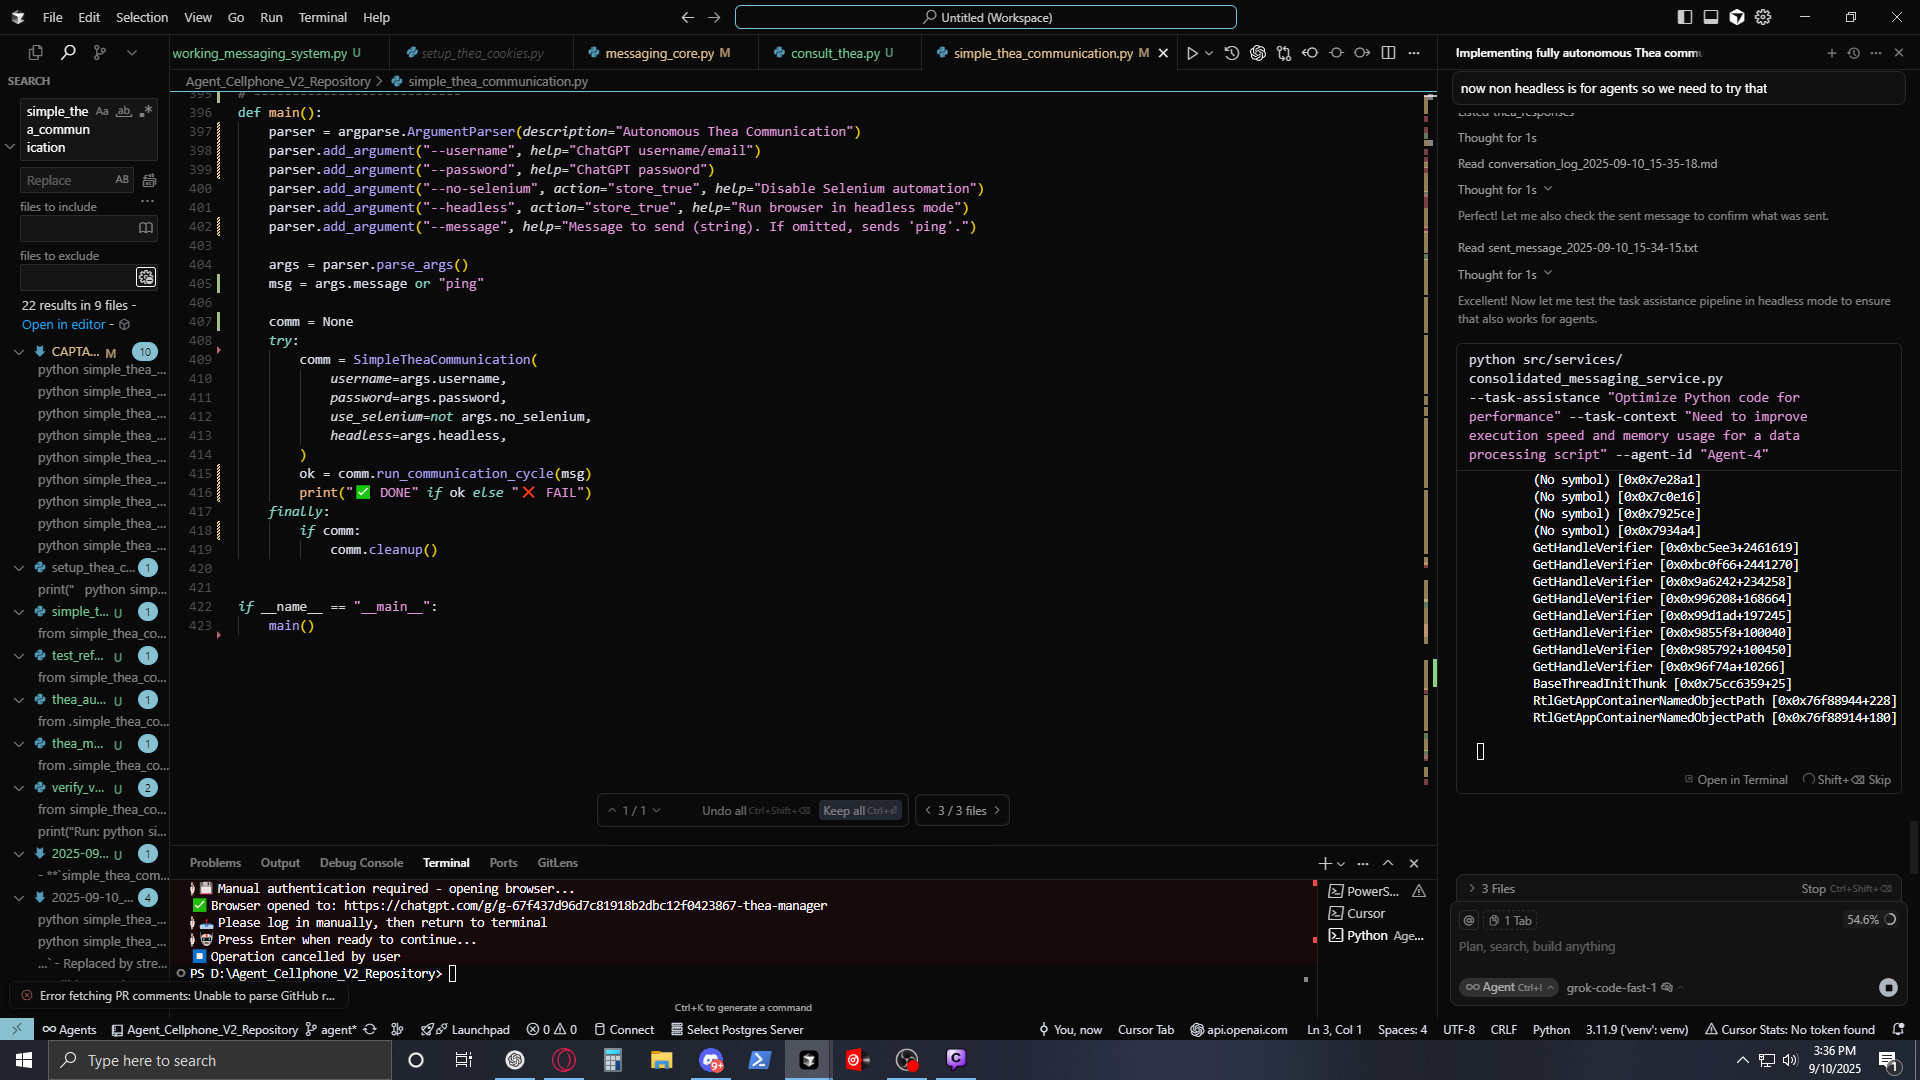 File Edit Selection View Go Run Terminal Help
Untitled (Workspace)
working_messaging_system.py U
setup_thea_cookies.py
messaging_core.py M
consult_thea.py U
simple_thea_communication.py M
Implementing fully autonomous Thea comm
SEARCH
Agent_Cellphone_V2_Repository > simple_thea_communication.py
simple_the
a_commun
ication
Aa ab .*
Replace AB
files to include
files to exclude
22 results in 9 files -
Open in editor -
CAPTA... M 10
python simple_thea_...
python simple_thea_...
python simple_thea_...
python simple_thea_...
python simple_thea_...
python simple_thea_...
python simple_thea_...
python simple_thea_...
python simple_thea_...
setup_thea_c... 1
print(" python simp...
simple_t... U 1
from simple_thea_co...
test_ref... U 1
from simple_thea_co...
thea_au... U 1
from .simple_thea_co...
thea_m... U 1
from .simple_thea_co...
verify_v... U 2
from simple_thea_co...
print("Run: python si...
2025-09... U 1
- **`simple_thea_com...
2025-09-10_... 4
python simple_thea_...
python simple_thea_...
...` - Replaced by stre...
395 # ----------------------------
396 def main():
397 parser = argparse.ArgumentParser(description="Autonomous Thea Communication")
398 parser.add_argument("--username", help="ChatGPT username/email")
399 parser.add_argument("--password", help="ChatGPT password")
400 parser.add_argument("--no-selenium", action="store_true", help="Disable Selenium automation")
401 parser.add_argument("--headless", action="store_true", help="Run browser in headless mode")
402 parser.add_argument("--message", help="Message to send (string). If omitted, sends 'ping'.")
403
404 args = parser.parse_args()
405 msg = args.message or "ping"
406
407 comm = None
408 try:
409 comm = SimpleTheaCommunication(
410 username=args.username,
411 password=args.password,
412 use_selenium=not args.no_selenium,
413 headless=args.headless,
414 )
415 ok = comm.run_communication_cycle(msg)
416 print("✅ DONE" if ok else "❌ FAIL")
417 finally:
418 if comm:
419 comm.cleanup()
420
421
422 if __name__ == "__main__":
423 main()
1 / 1 Undo all Ctrl+Shift+⌫ Keep all Ctrl+⏎
3 / 3 files
Problems Output Debug Console Terminal Ports GitLens
Manual authentication required - opening browser...
✅ Browser opened to: https://chatgpt.com/g/g-67f437d96d7c81918b2dbc12f0423867-thea-manager
Please log in manually, then return to terminal
Press Enter when ready to continue...
Operation cancelled by user
PS D:\Agent_Cellphone_V2_Repository>
PowerS...
Cursor
Python Age...
Ctrl+K to generate a command
Error fetching PR comments: Unable to parse GitHub r...
now non headless is for agents so we need to try that
Listed thea_responses
Thought for 1s
Read conversation_log_2025-09-10_15-35-18.md
Thought for 1s
Perfect! Let me also check the sent message to confirm what was sent.
Read sent_message_2025-09-10_15-34-15.txt
Thought for 1s
Excellent! Now let me test the task assistance pipeline in headless mode to ensure
that also works for agents.
python src/services/
consolidated_messaging_service.py
--task-assistance "Optimize Python code for
performance" --task-context "Need to improve
execution speed and memory usage for a data
processing script" --agent-id "Agent-4"
(No symbol) [0x0x7e28a1]
(No symbol) [0x0x7c0e16]
(No symbol) [0x0x7925ce]
(No symbol) [0x0x7934a4]
GetHandleVerifier [0x0xbc5ee3+2461619]
GetHandleVerifier [0x0xbc0f66+2441270]
GetHandleVerifier [0x0x9a6242+234258]
GetHandleVerifier [0x0x996208+168664]
GetHandleVerifier [0x0x99d1ad+197245]
GetHandleVerifier [0x0x9855f8+100040]
GetHandleVerifier [0x0x985792+100450]
GetHandleVerifier [0x0x96f74a+10266]
BaseThreadInitThunk [0x0x75cc6359+25]
RtlGetAppContainerNamedObjectPath [0x0x76f88944+228]
RtlGetAppContainerNamedObjectPath [0x0x76f88914+180]
Open in Terminal Shift+⌫ Skip
3 Files Stop Ctrl+Shift+⌫
@ 1 Tab 54.6%
Plan, search, build anything
Agent Ctrl+I grok-code-fast-1
Agents Agent_Cellphone_V2_Repository agent* Launchpad 0 0 Connect Select Postgres Server You, now Cursor Tab api.openai.com Ln 3, Col 1 Spaces: 4 UTF-8 CRLF Python 3.11.9 ('venv': venv) Cursor Stats: No token found
Type here to search
9+
3:36 PM
9/10/2025
1